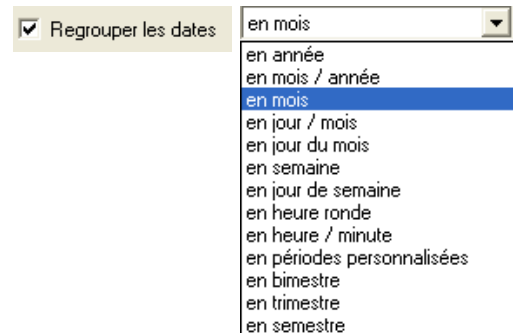 Regrouper les dates
en mois
en année
en mois / année
en mois
en jour / mois
en jour du mois
en semaine
en jour de semaine
en heure ronde
en heure / minute
en périodes personnalisées
en bimestre
en trimestre
en semestre